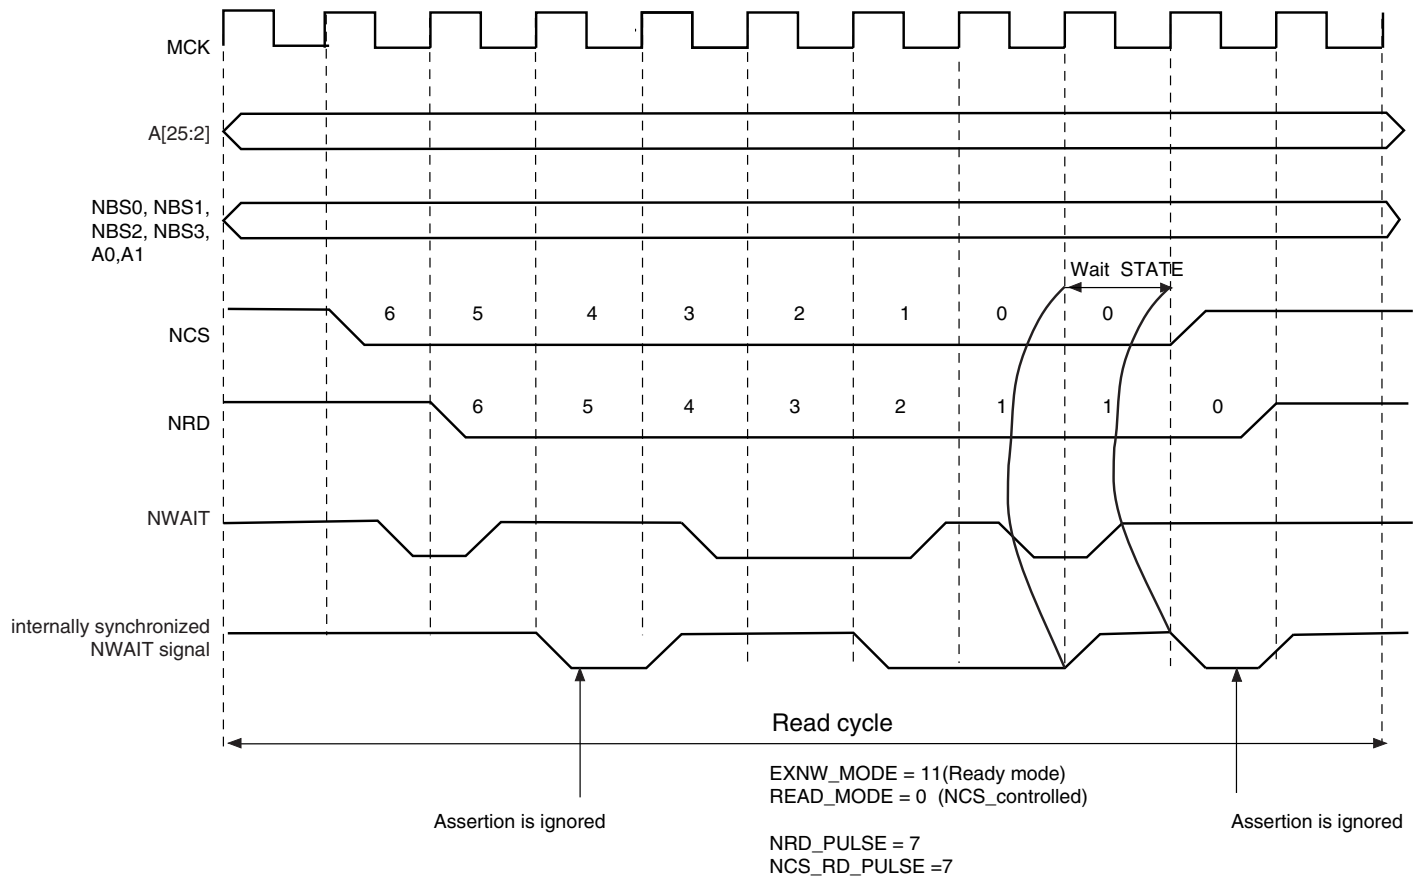 MCK
A[25:2]
NBS0, NBS1,
NBS2, NBS3,
A0,A1
Wait STATE
NCS
6 5 4 3 2 1 0 0
NRD
6 5 4 3 2 1 1 0
NWAIT
internally synchronized
NWAIT signal
Read cycle
EXNW_MODE = 11(Ready mode)
READ_MODE = 0 (NCS_controlled)
Assertion is ignored
Assertion is ignored
NRD_PULSE = 7
NCS_RD_PULSE =7